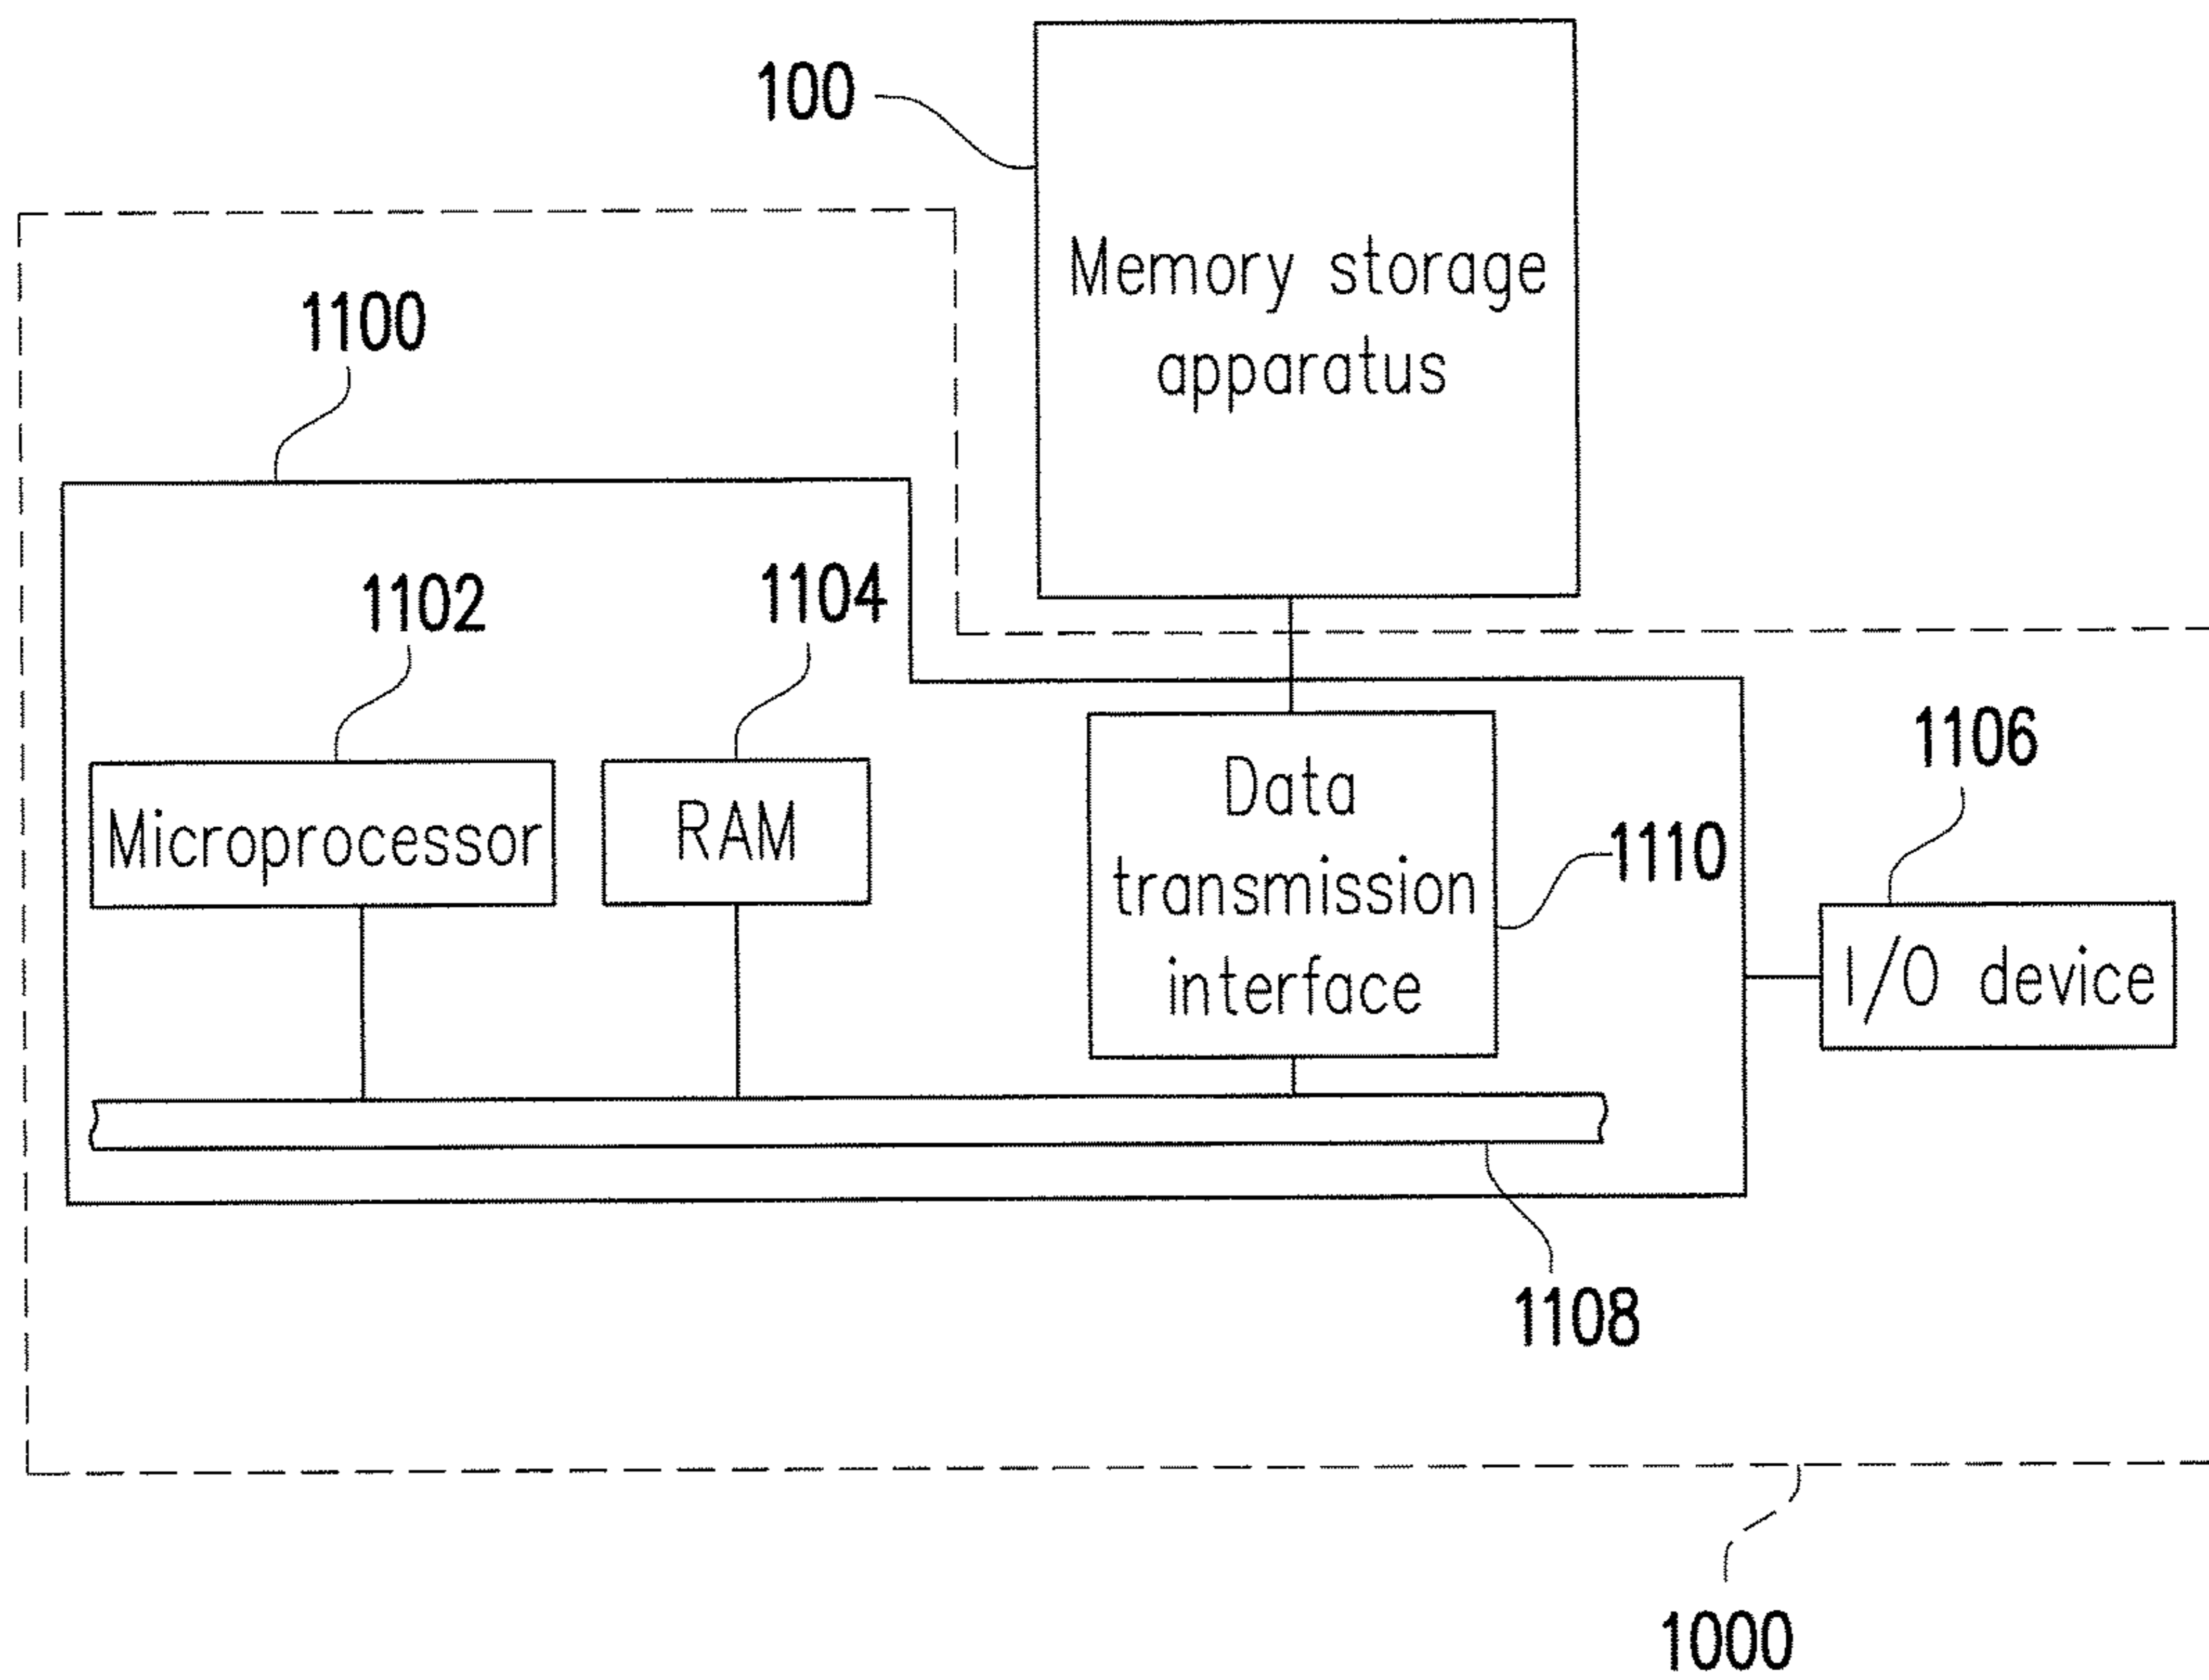 100
Memory storage
apparatus
1100
1102
1104
Microprocessor
RAM
Data
transmission
interface
1110
1106
I/O device
1108
1000